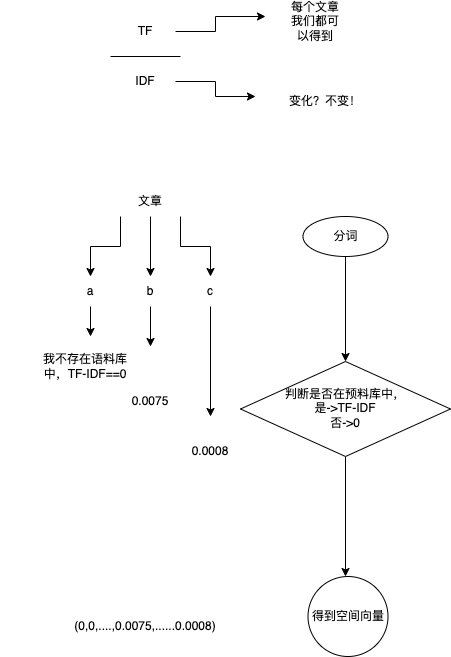 TF
每个文章
我们都可
以得到
IDF
变化？不变！
文章
分词
a
b
c
我不存在语料库
中，TF-IDF==0
0.0075
判断是否在预料库中，
是->TF-IDF
否->0
0.0008
得到空间向量
(0,0,....,0.0075,......0.0008)